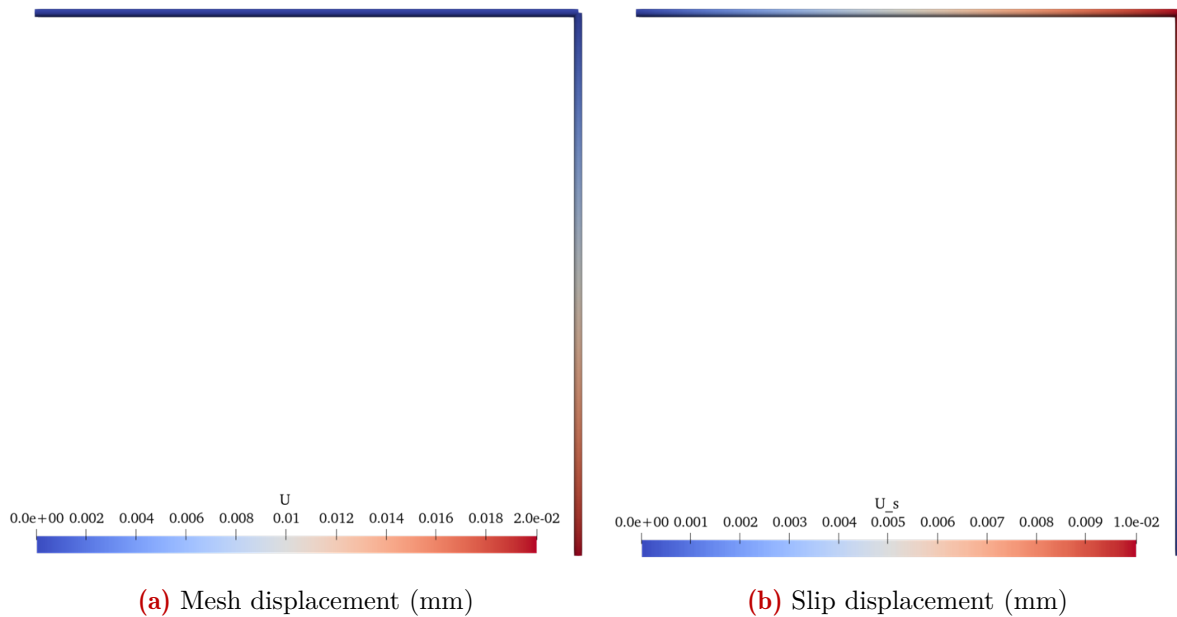 U
0.0e+00 0.002 0.004 0.006 0.008 0.01 0.012 0.014 0.016 0.018 2.0e-02
(a) Mesh displacement (mm)
U_s
0.0e+00 0.001 0.002 0.003 0.004 0.005 0.006 0.007 0.008 0.009 1.0e-02
(b) Slip displacement (mm)